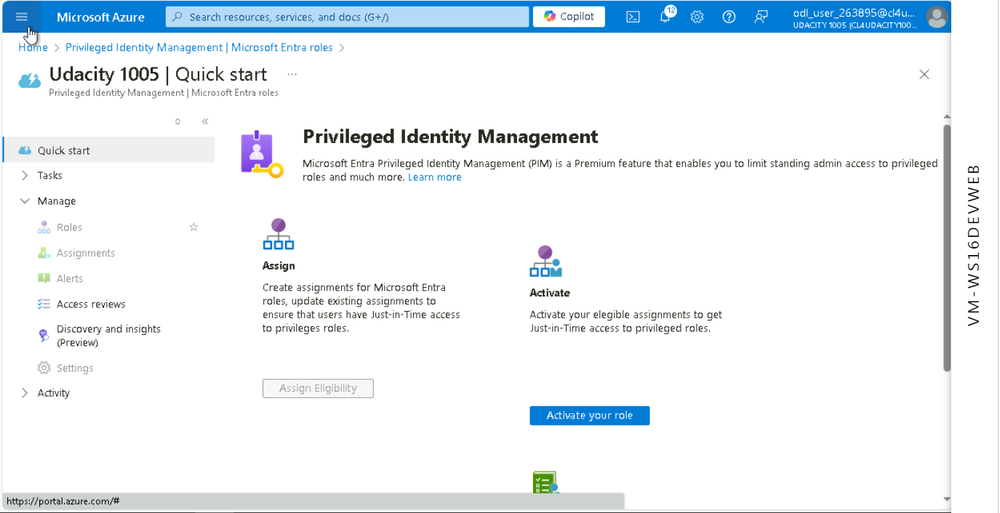 Microsoft Azure
Search resources, services, and docs (G+/)
Copilot
12
odl_user_263895@cl4u...
UDACITY 1005 (CL4UDACITY100...
Home > Privileged Identity Management | Microsoft Entra roles >
Udacity 1005 | Quick start ...
Privileged Identity Management | Microsoft Entra roles
Quick start
Tasks
Manage
Roles
Assignments
Alerts
Access reviews
Discovery and insights
(Preview)
Settings
Activity
Privileged Identity Management
Microsoft Entra Privileged Identity Management (PIM) is a Premium feature that enables you to limit standing admin access to privileged
roles and much more. Learn more
Assign
Create assignments for Microsoft Entra
roles, update existing assignments to
ensure that users have Just-in-Time access
to privileges roles.
Assign Eligibility
Activate
Activate your elegible assignments to get
Just-in-Time access to privileged roles.
Activate your role
https://portal.azure.com/#
VM-WS16DEVWEB